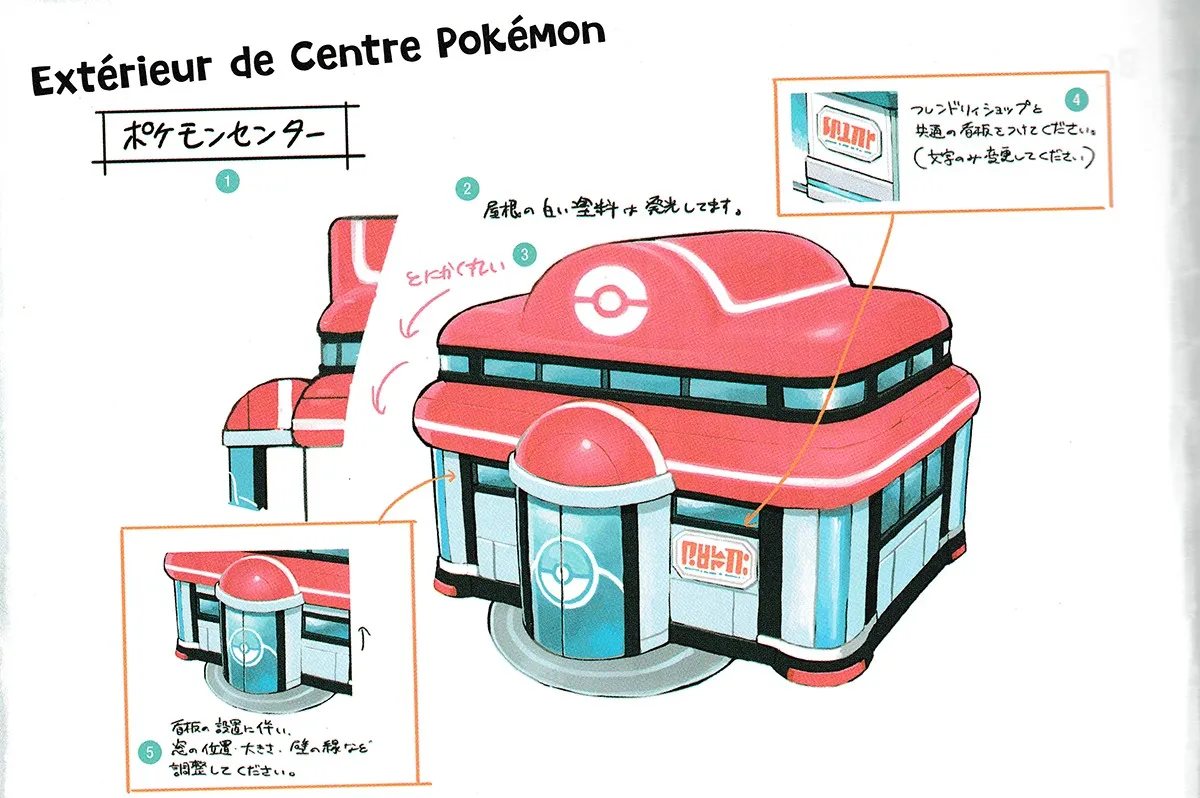 Extérieur de Centre Pokémon
ポケモンセンター
1
2
屋根の白い塗料は発光してます。
3
とにかく丸い
4
フレンドリィショップと
共通の看板をつけてください。
(文字のみ変更してください)
5
看板の設置に伴い、
窓の位置・大きさ、壁の線など
調整してください。